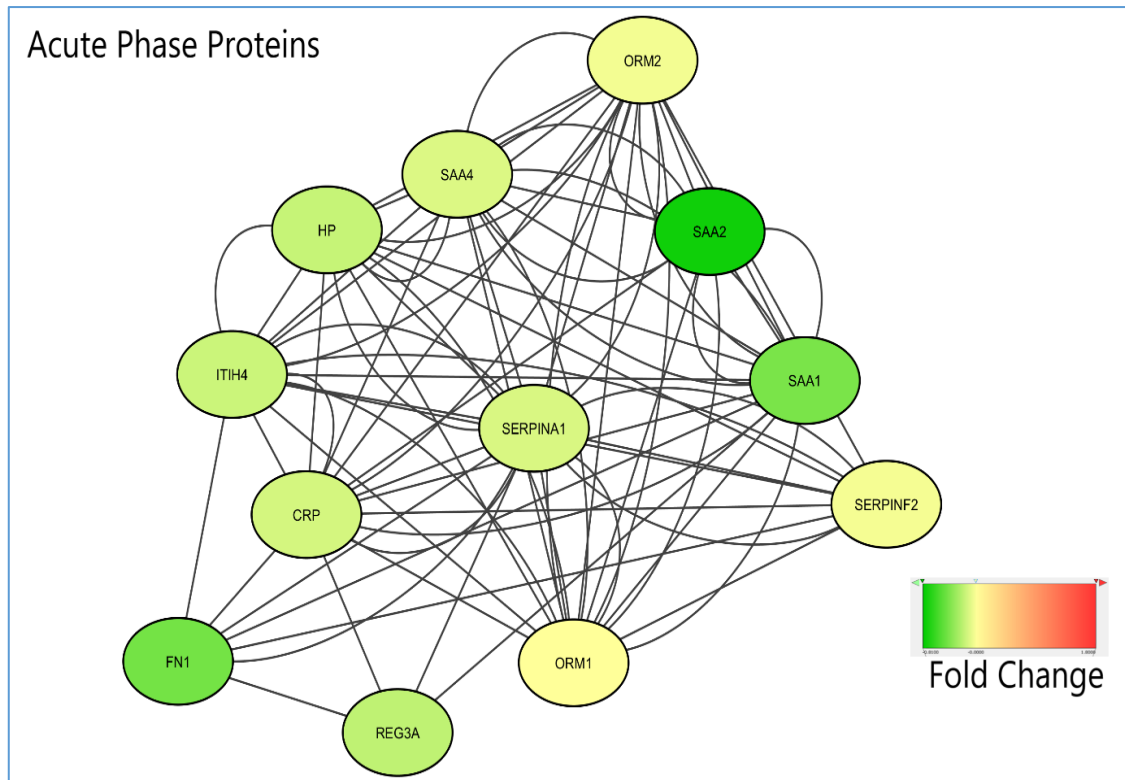 Acute Phase Proteins
ORM2
SAA4
HP
SAA2
ITIH4
SAA1
SERPINA1
SERPINF2
CRP
FN1
ORM1
REG3A
Fold Change